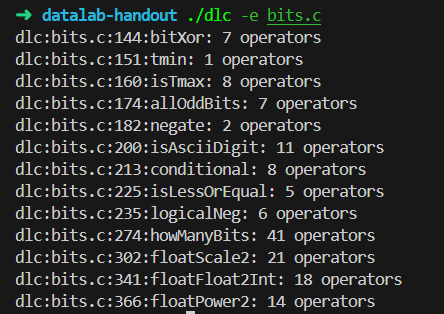 ➜ datalab-handout ./dlc -e bits.c
dlc:bits.c:144:bitXor: 7 operators
dlc:bits.c:151:tmin: 1 operators
dlc:bits.c:160:isTmax: 8 operators
dlc:bits.c:174:allOddBits: 7 operators
dlc:bits.c:182:negate: 2 operators
dlc:bits.c:200:isAsciiDigit: 11 operators
dlc:bits.c:213:conditional: 8 operators
dlc:bits.c:225:isLessOrEqual: 5 operators
dlc:bits.c:235:logicalNeg: 6 operators
dlc:bits.c:274:howManyBits: 41 operators
dlc:bits.c:302:floatScale2: 21 operators
dlc:bits.c:341:floatFloat2Int: 18 operators
dlc:bits.c:366:floatPower2: 14 operators